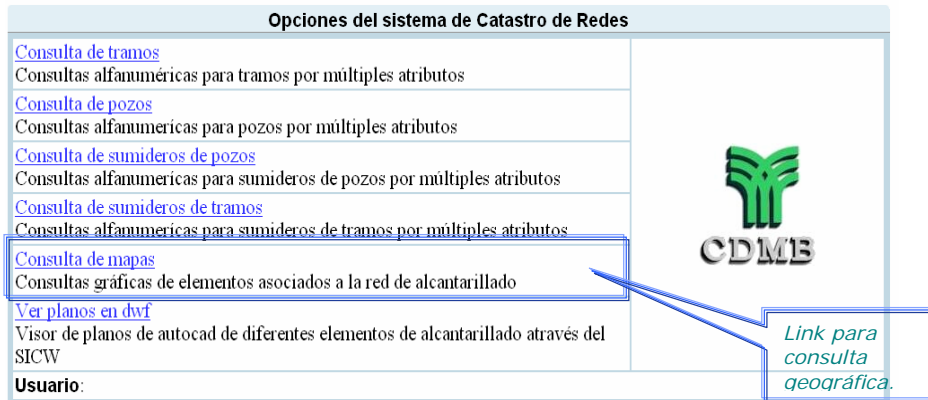 Opciones del sistema de Catastro de Redes
Consulta de tramos
Consultas alfanuméricas para tramos por múltiples atributos
Consulta de pozos
Consultas alfanumerícas para pozos por múltiples atributos
Consulta de sumideros de pozos
Consultas alfanumerícas para sumideros de pozos por múltiples atributos
Consulta de sumideros de tramos
Consultas alfanumerícas para sumideros de tramos por múltiples atributos
Consulta de mapas
Consultas gráficas de elementos asociados a la red de alcantarillado
Ver planos en dwf
Visor de planos de autocad de diferentes elementos de alcantarillado através del
SICW
Usuario:
CDMB
Link para
consulta
geográfica.